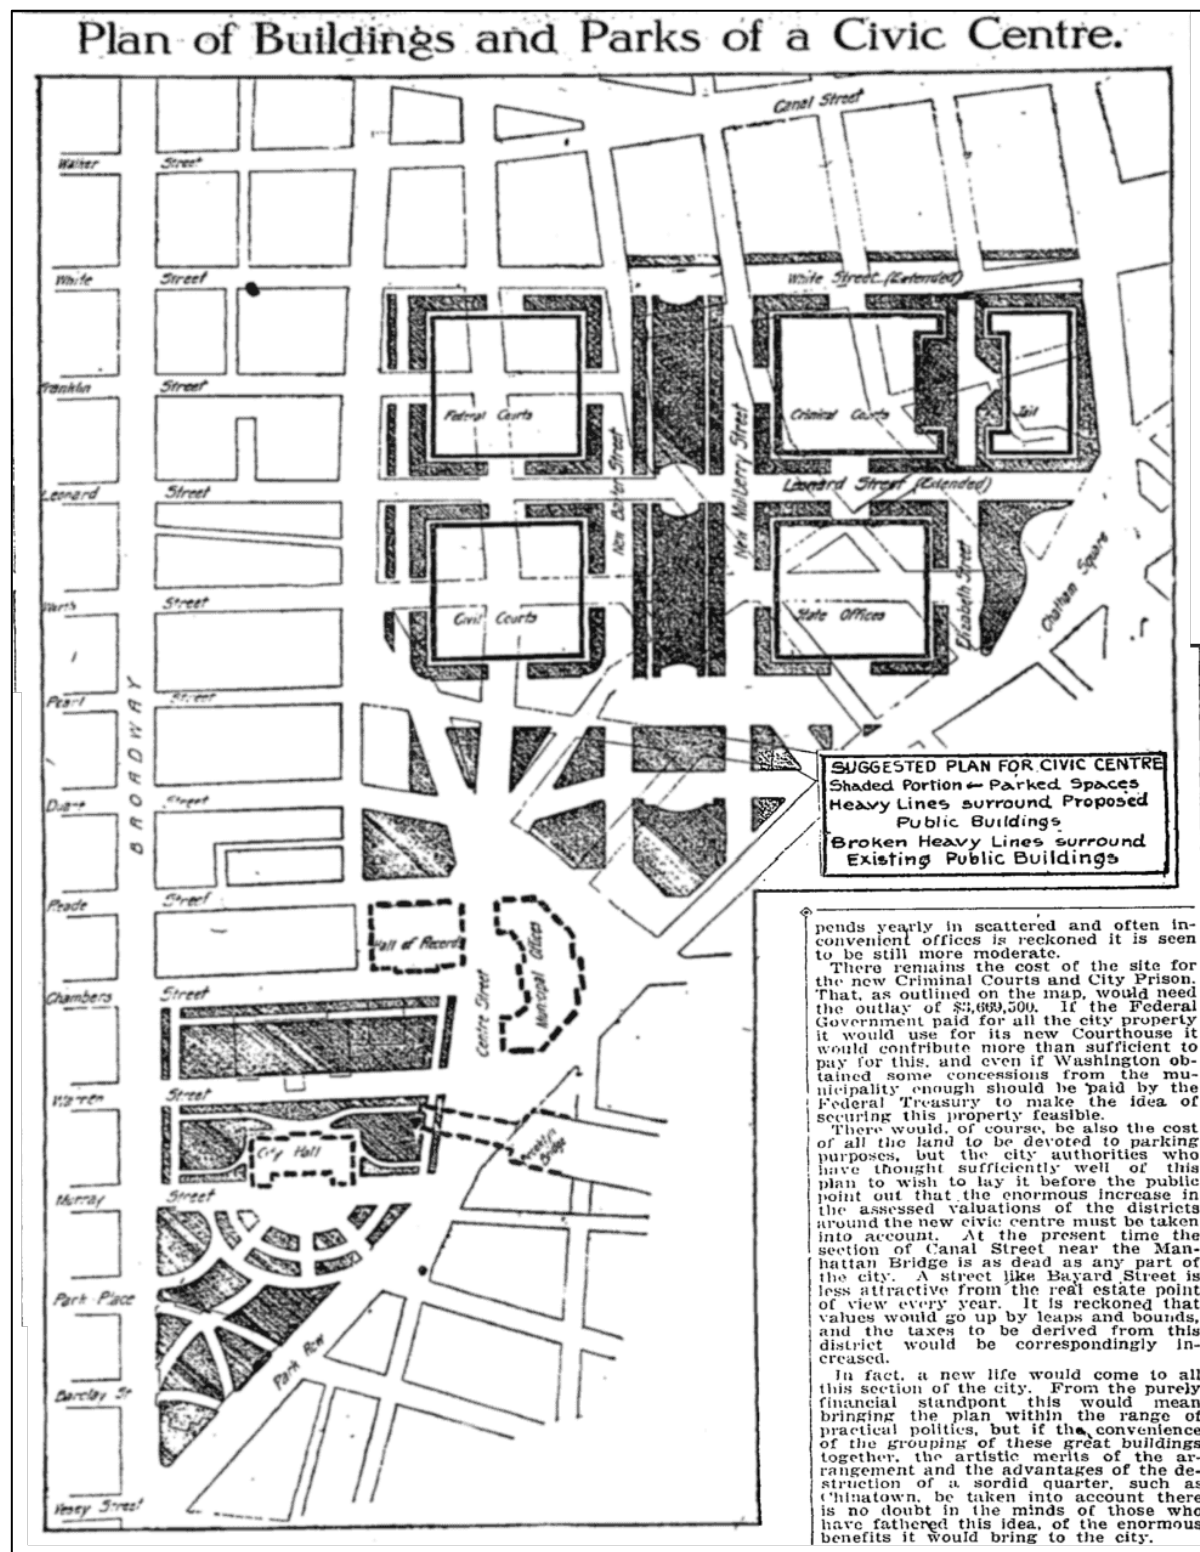 Plan of Buildings and Parks of a Civic Centre.
Canal Street
Walker Street
White Street
White Street (Extended)
Franklin Street
Federal Courts
Criminal Courts
Jail
New Baxter Street
New Mulberry Street
Leonard Street
Leonard Street (Extended)
Worth Street
Civil Courts
State Offices
Elizabeth Street
Chatham Square
Pearl Street
BROADWAY
Duane Street
SUGGESTED PLAN FOR CIVIC CENTRE
Shaded Portion - Parked Spaces
Heavy Lines surround Proposed
Public Buildings
Broken Heavy Lines surround
Existing Public Buildings
Reade Street
Hall of Records
Municipal Offices
Centre Street
Chambers Street
Warren Street
City Hall
Brooklyn
Bridge
Murray Street
Park Place
Park Row
Barclay St
Vesey Street
pends yearly in scattered and often in-
convenient offices is reckoned it is seen
to be still more moderate.
There remains the cost of the site for
the new Criminal Courts and City Prison.
That, as outlined on the map, would need
the outlay of $3,669,500. If the Federal
Government paid for all the city property
it would use for its new Courthouse it
would contribute more than sufficient to
pay for this, and even if Washington ob-
tained some concessions from the mu-
nicipality enough should be paid by the
Federal Treasury to make the idea of
securing this property feasible.
There would, of course, be also the cost
of all the land to be devoted to parking
purposes, but the city authorities who
have thought sufficiently well of this
plan to wish to lay it before the public
point out that the enormous increase in
the assessed valuations of the districts
around the new civic centre must be taken
into account. At the present time the
section of Canal Street near the Man-
hattan Bridge is as dead as any part of
the city. A street like Bayard Street is
less attractive from the real estate point
of view every year. It is reckoned that
values would go up by leaps and bounds,
and the taxes to be derived from this
district would be correspondingly in-
creased.
In fact, a new life would come to all
this section of the city. From the purely
financial standpont this would mean
bringing the plan within the range of
practical politics, but if the convenience
of the grouping of these great buildings
together, the artistic merits of the ar-
rangement and the advantages of the de-
struction of a sordid quarter, such as
Chinatown, be taken into account there
is no doubt in the minds of those who
have fathered this idea, of the enormous
benefits it would bring to the city.